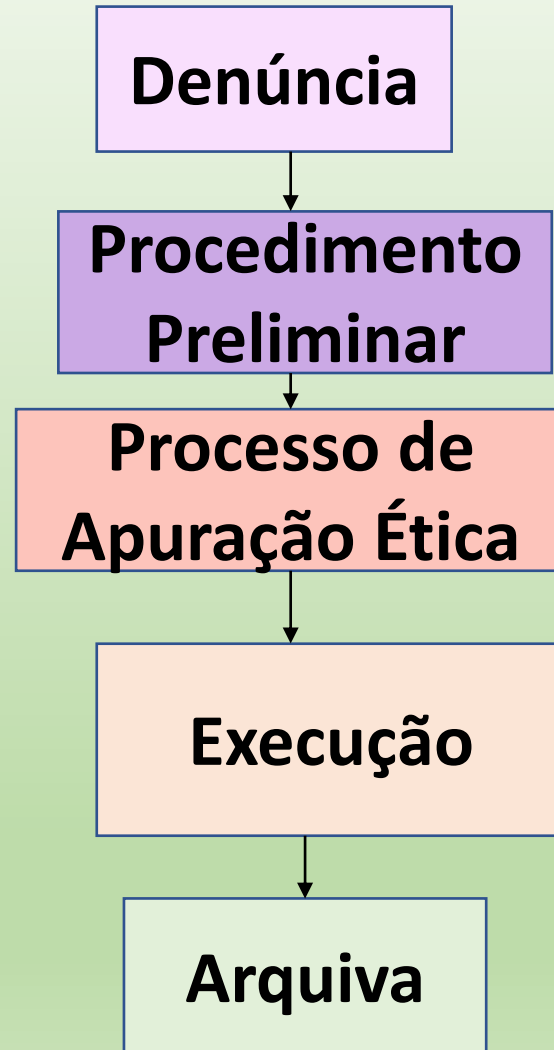 Denúncia
Procedimento
Preliminar
Processo de
Apuração Ética
Execução
Arquiva